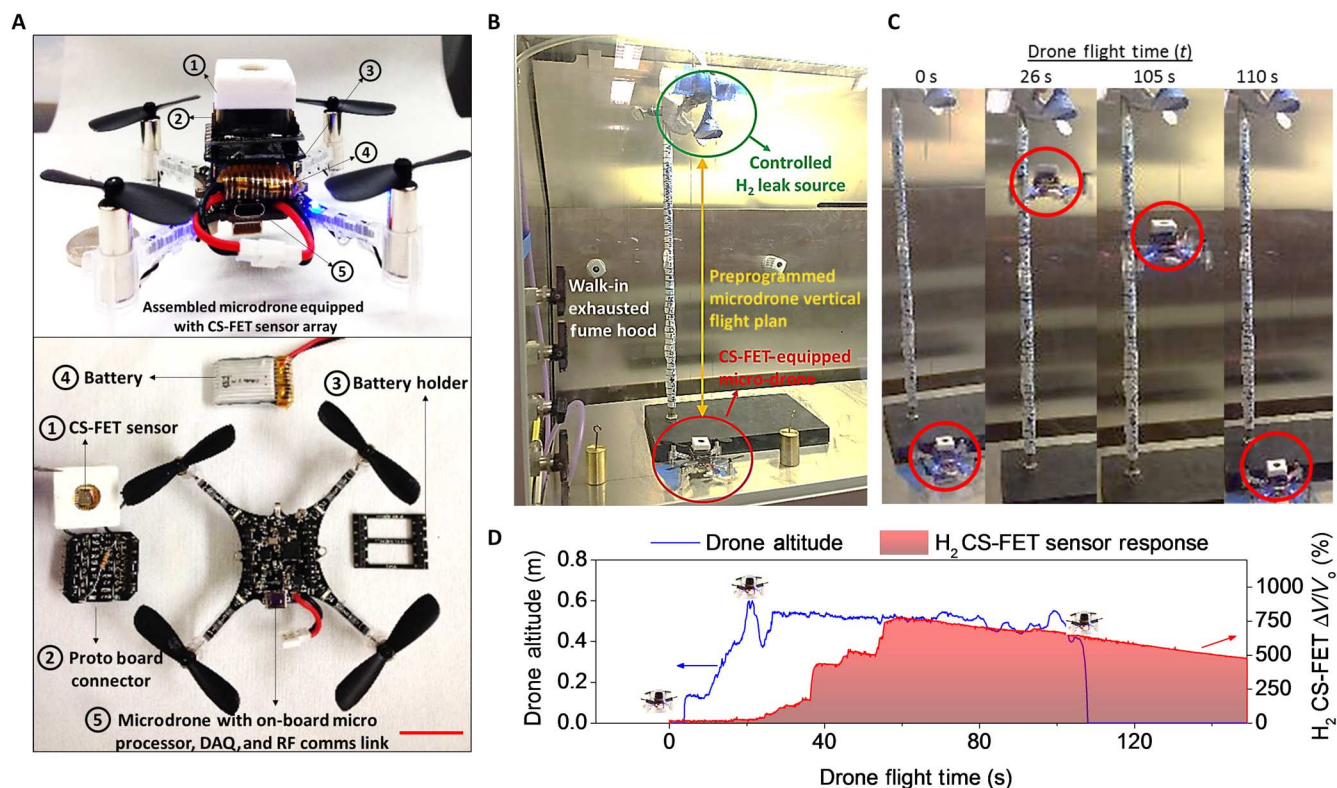 A
① ③
②
④
⑤
Assembled microdrone equipped
with CS-FET sensor array
④ Battery
③ Battery holder
① CS-FET sensor
② Proto board
connector
⑤ Microdrone with on-board micro
processor, DAQ, and RF comms link
B
Controlled
H₂ leak source
Walk-in
exhausted
fume hood
Preprogrammed
microdrone vertical
flight plan
CS-FET-equipped
micro-drone
C
Drone flight time (t)
0 s 26 s 105 s 110 s
D
Drone altitude H₂ CS-FET sensor response
Drone altitude (m)
0.8
0.6
0.4
0.2
0.0
0 40 80 120
Drone flight time (s)
1000
750
500
250
0
H₂ CS-FET ΔV/Vₒ (%)